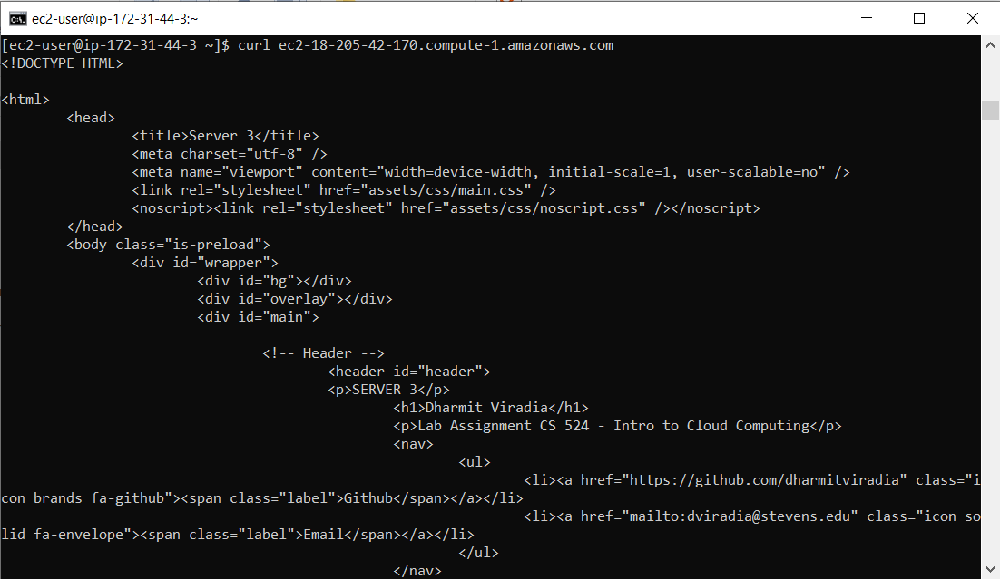 ec2-user@ip-172-31-44-3:~
[ec2-user@ip-172-31-44-3 ~]$ curl ec2-18-205-42-170.compute-1.amazonaws.com
<!DOCTYPE HTML>
<html>
<head>
<title>Server 3</title>
<meta charset="utf-8" />
<meta name="viewport" content="width=device-width, initial-scale=1, user-scalable=no" />
<link rel="stylesheet" href="assets/css/main.css" />
<noscript><link rel="stylesheet" href="assets/css/noscript.css" /></noscript>
</head>
<body class="is-preload">
<div id="wrapper">
<div id="bg"></div>
<div id="overlay"></div>
<div id="main">
<!-- Header -->
<header id="header">
<p>SERVER 3</p>
<h1>Dharmit Viradia</h1>
<p>Lab Assignment CS 524 - Intro to Cloud Computing</p>
<nav>
<ul>
<li><a href="https://github.com/dharmitviradia" class="i
con brands fa-github"><span class="label">Github</span></a></li>
<li><a href="mailto:dviradia@stevens.edu" class="icon so
lid fa-envelope"><span class="label">Email</span></a></li>
</ul>
</nav>